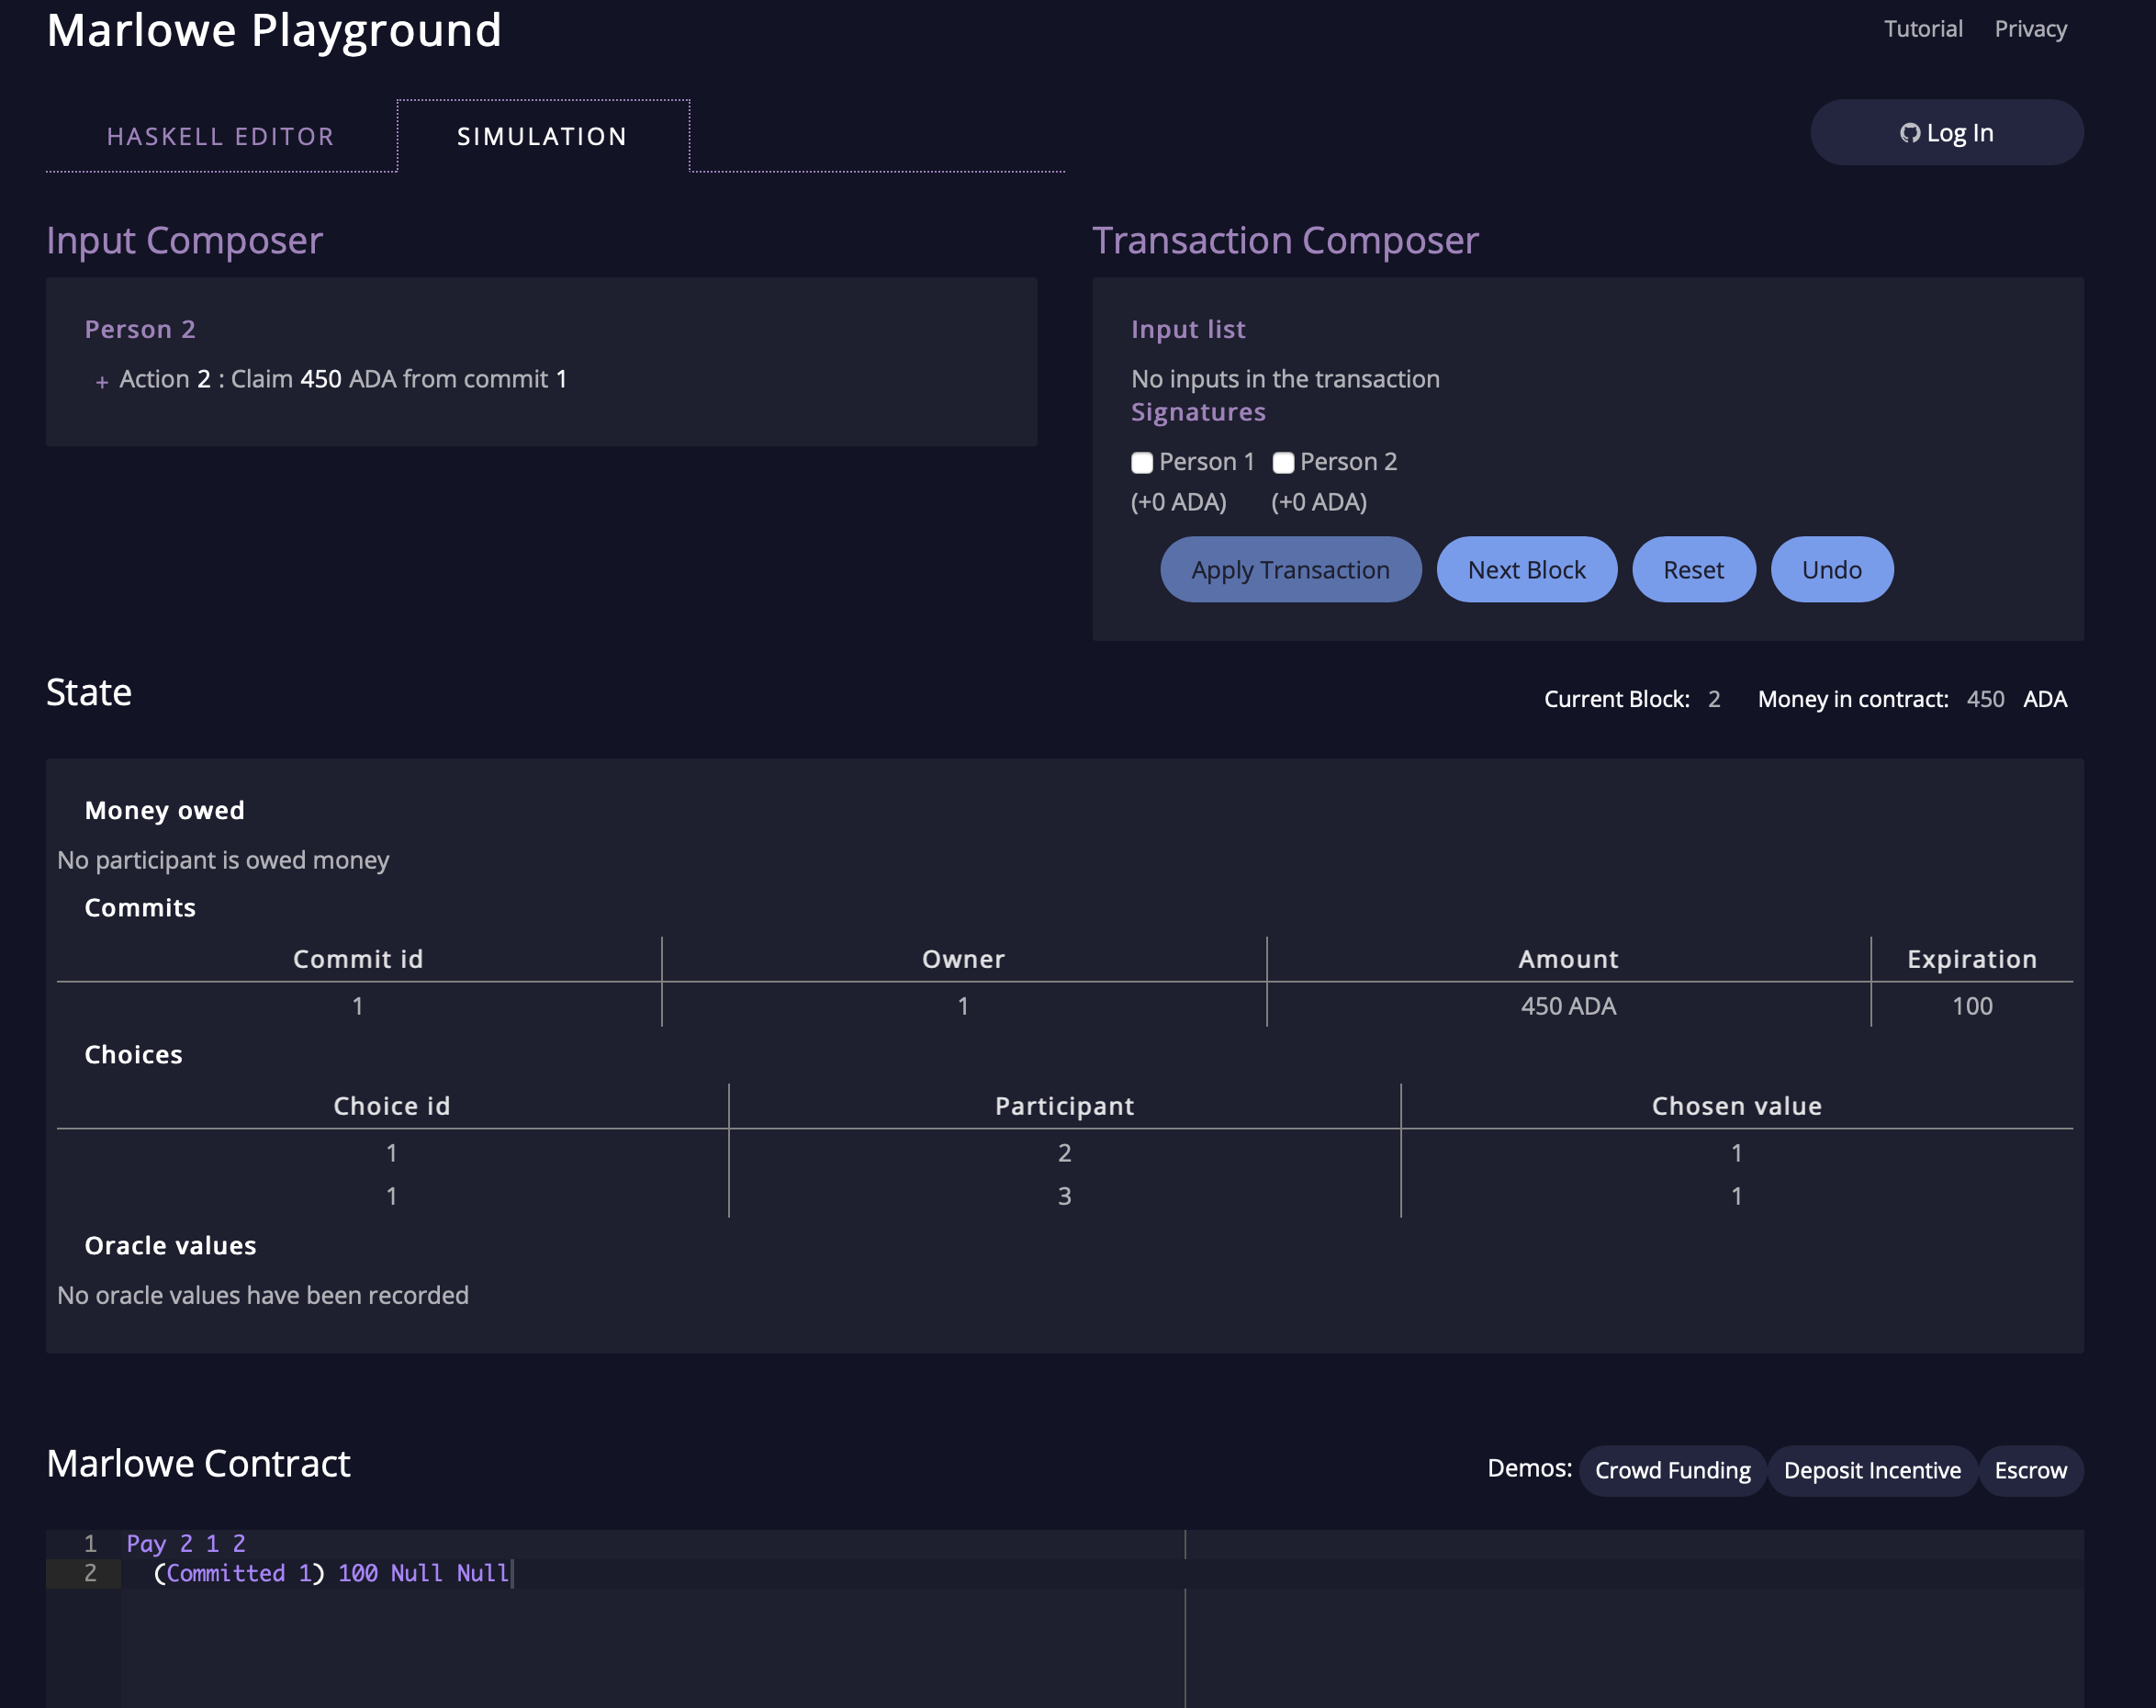 Marlowe Playground
Tutorial Privacy
HASKELL EDITOR SIMULATION
Log In
Input Composer
Person 2
+ Action 2 : Claim 450 ADA from commit 1
Transaction Composer
Input list
No inputs in the transaction
Signatures
Person 1 Person 2
(+0 ADA) (+0 ADA)
Apply Transaction Next Block Reset Undo
State
Current Block: 2 Money in contract: 450 ADA
Money owed
No participant is owed money
Commits
Commit id Owner Amount Expiration
1 1 450 ADA 100
Choices
Choice id Participant Chosen value
1 2 1
1 3 1
Oracle values
No oracle values have been recorded
Marlowe Contract
Demos: Crowd Funding Deposit Incentive Escrow
1 Pay 2 1 2
2 (Committed 1) 100 Null Null